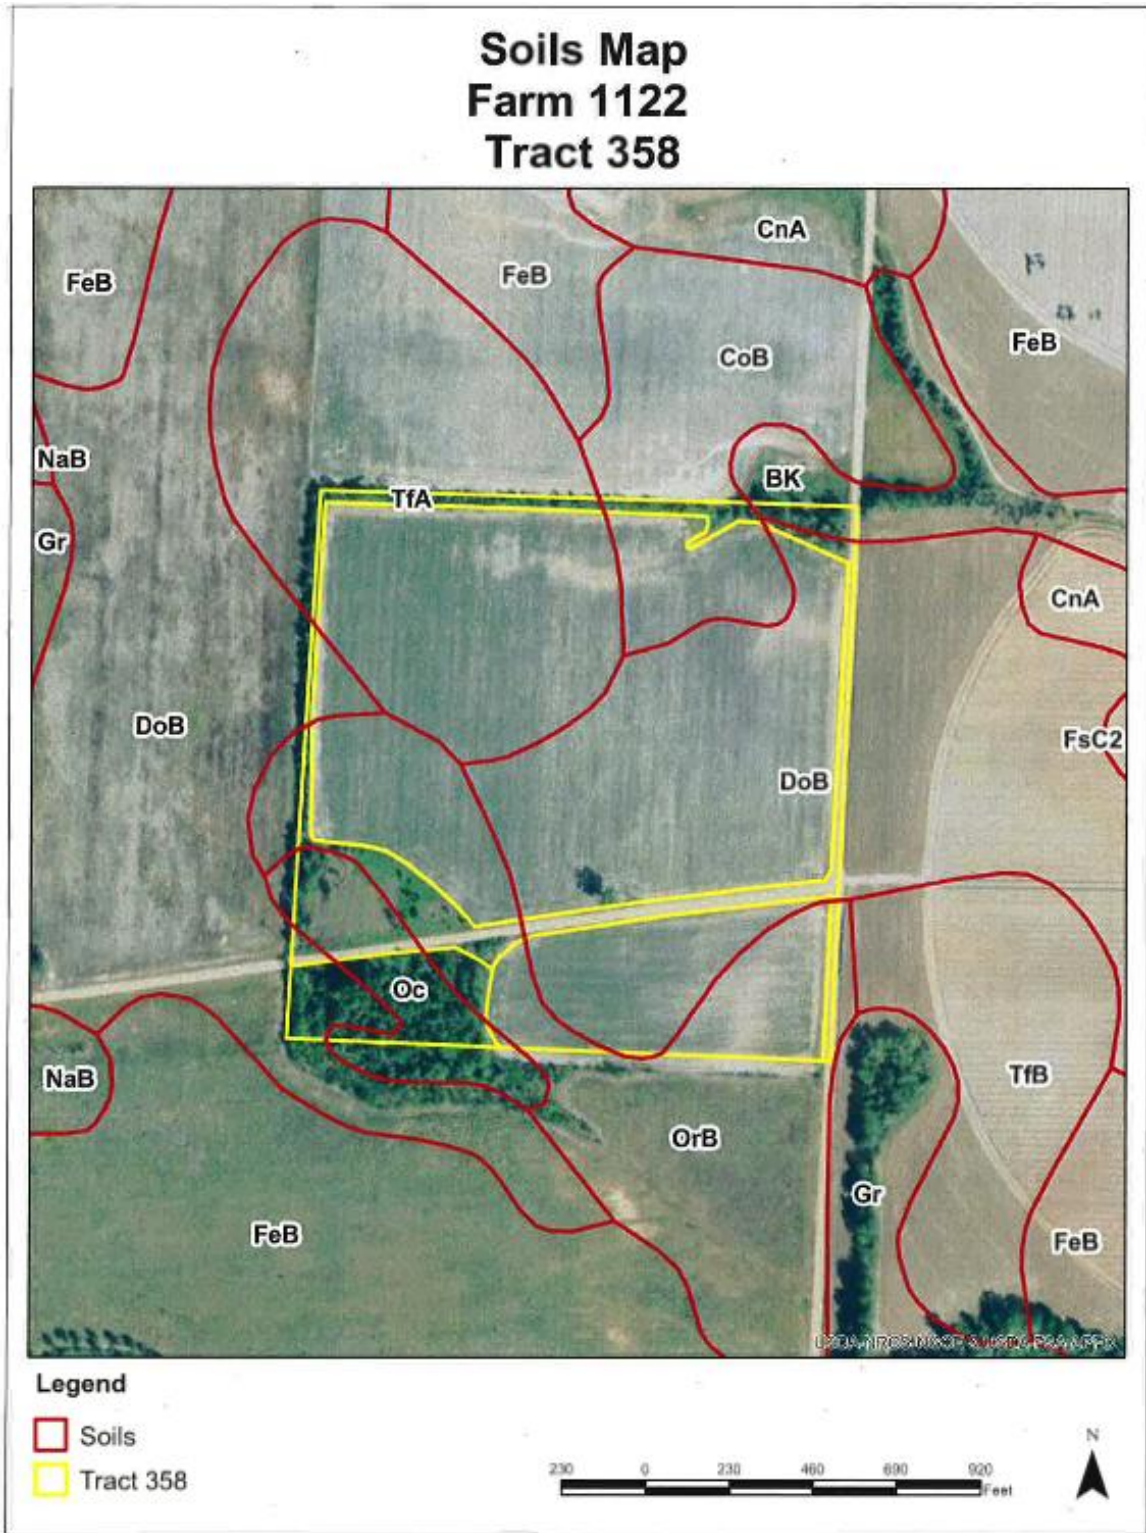 Soils Map
Farm 1122
Tract 358
CnA
FeB
FeB
FeB
CoB
NaB
BK
TfA
Gr
CnA
DoB
FsC2
DoB
Oc
NaB
TfB
OrB
Gr
FeB
FeB
Legend
Soils
Tract 358
N
230 0 230 460 690 920
Feet